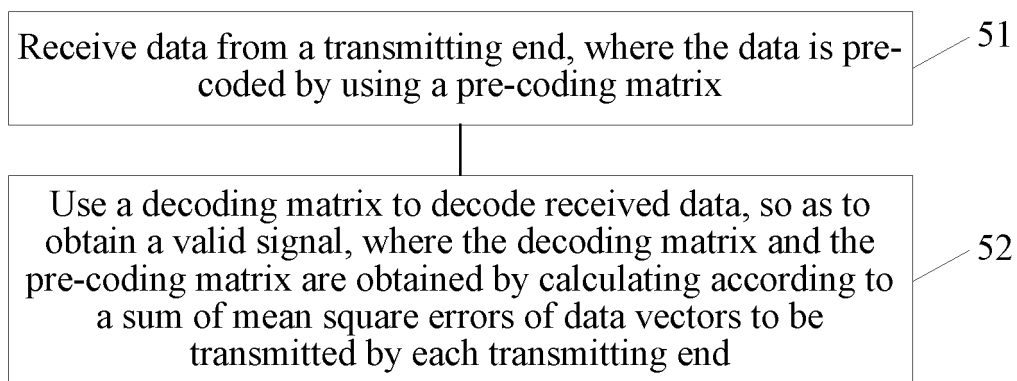 Receive data from a transmitting end, where the data is pre-
coded by using a pre-coding matrix
51
Use a decoding matrix to decode received data, so as to
obtain a valid signal, where the decoding matrix and the
pre-coding matrix are obtained by calculating according to
a sum of mean square errors of data vectors to be
transmitted by each transmitting end
52